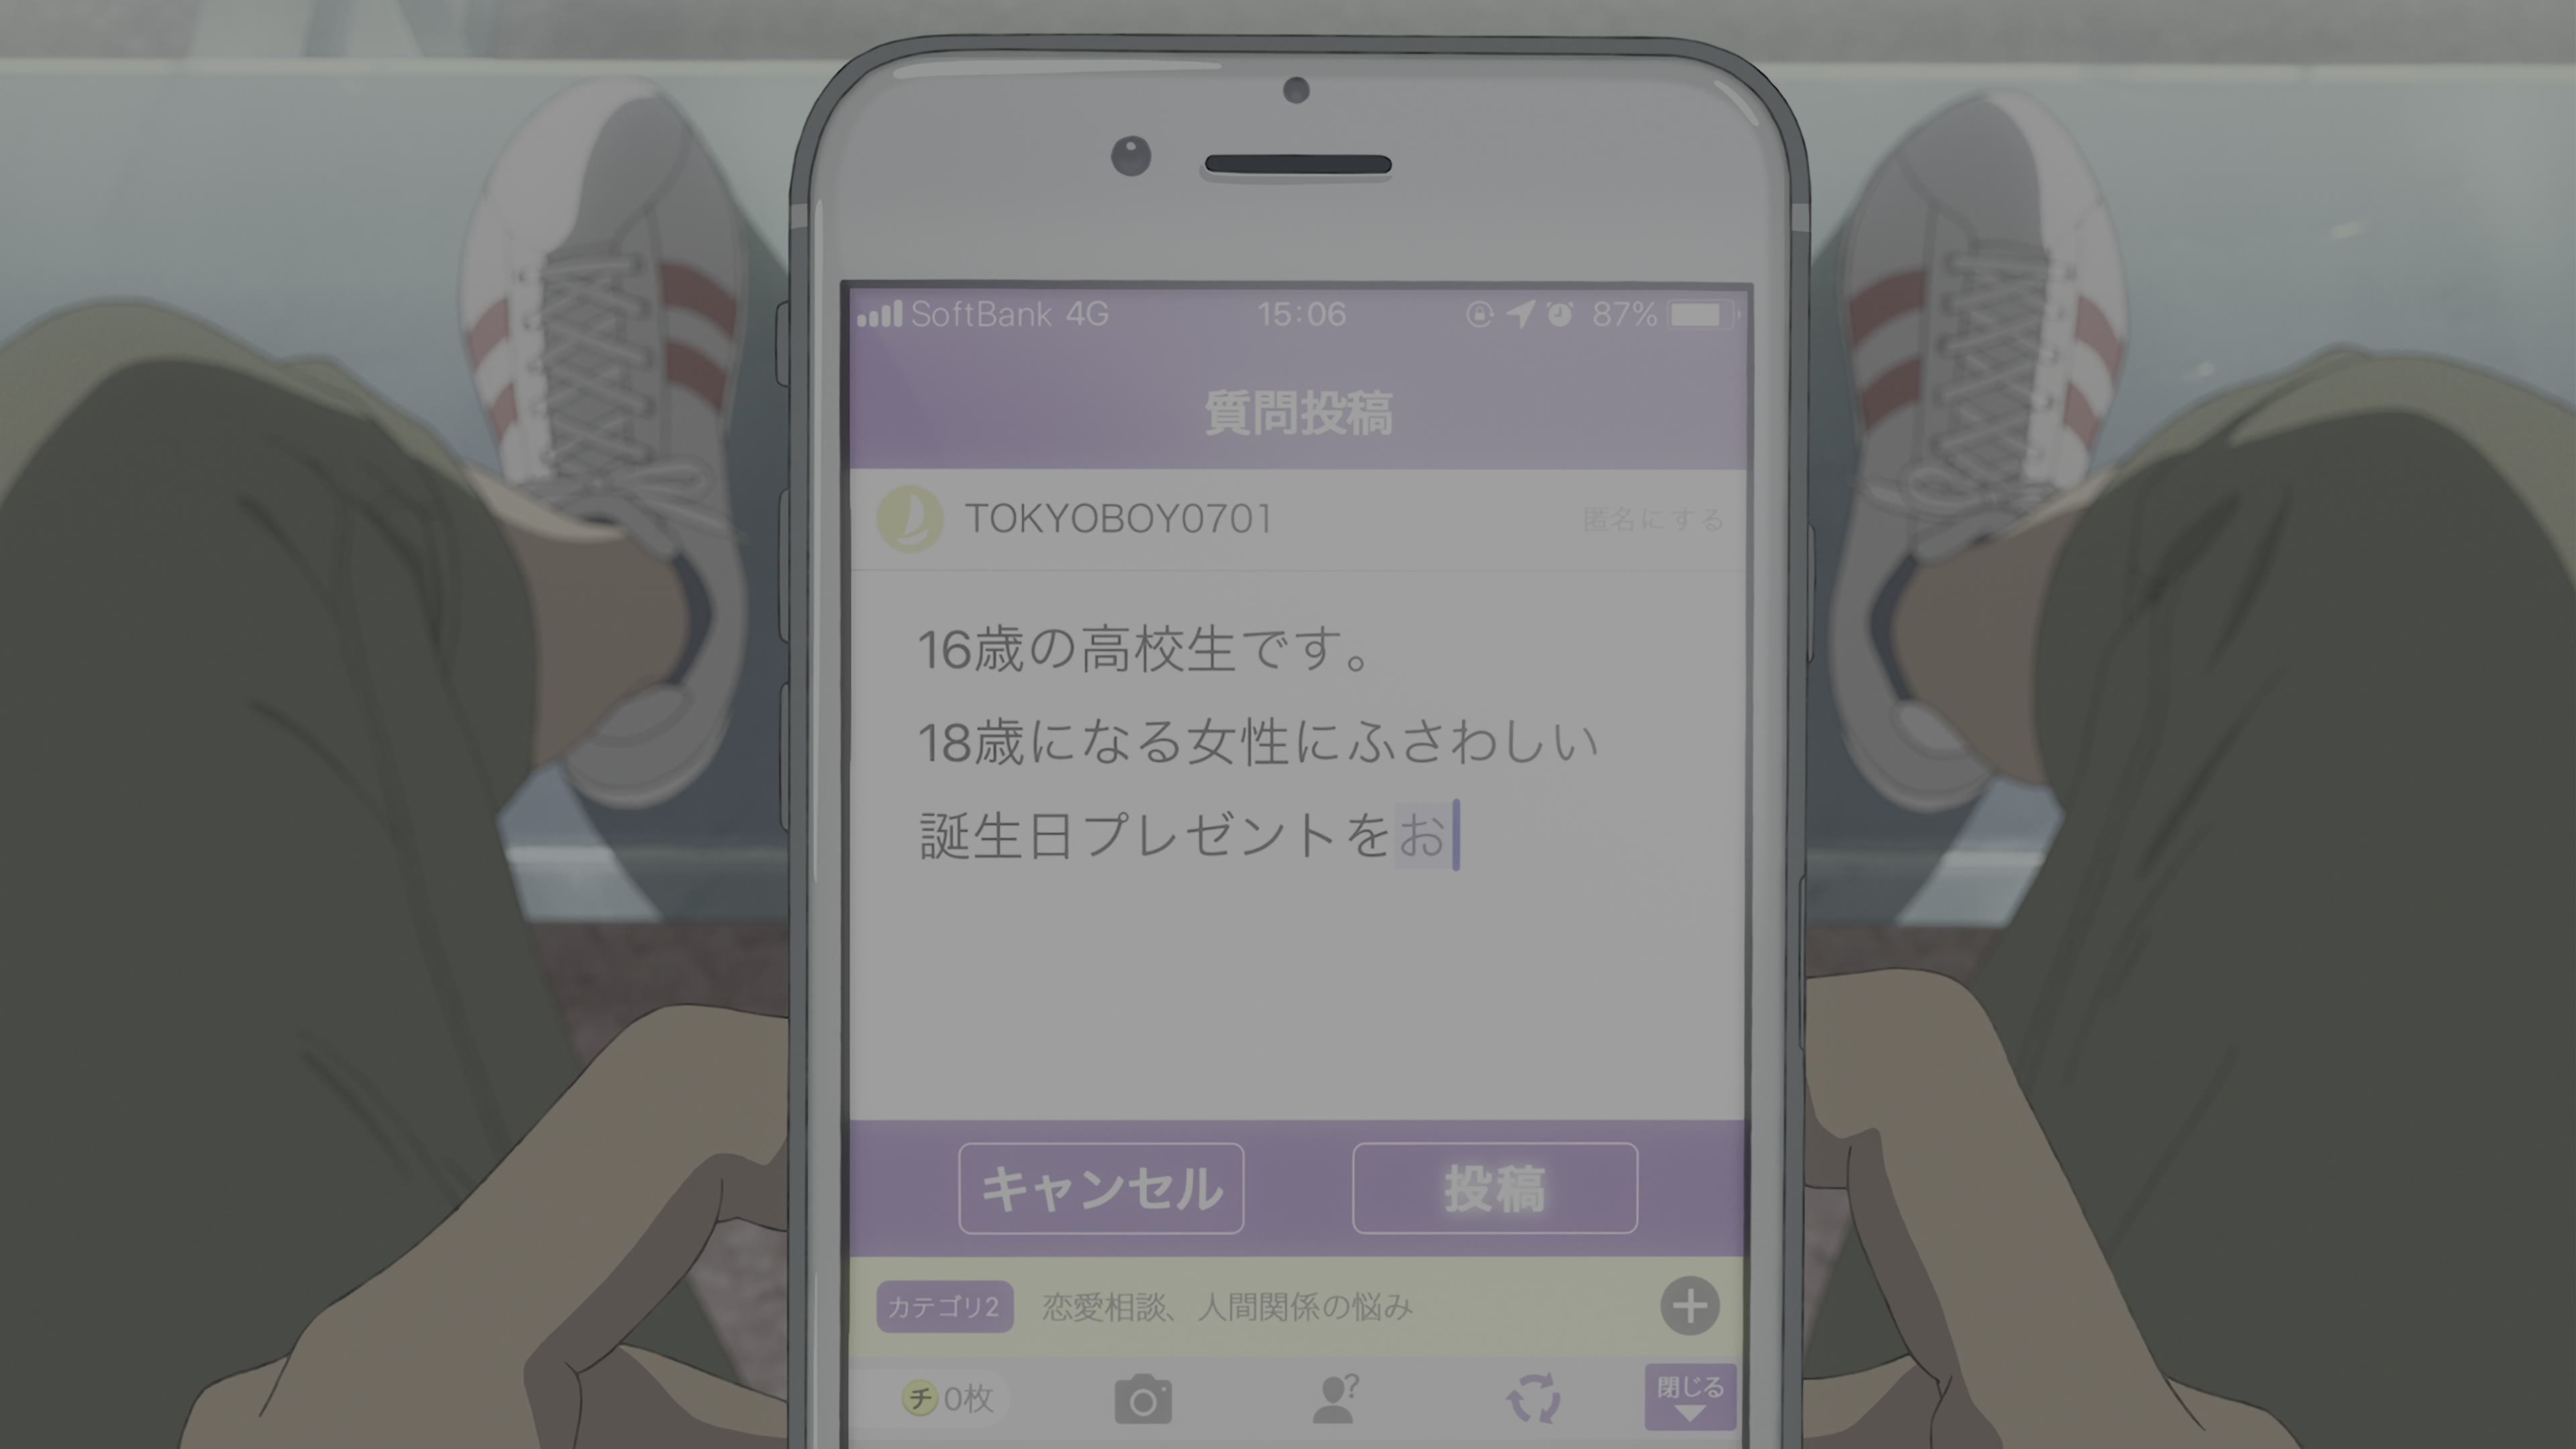 SoftBank 4G 15:06 87%
質問投稿
TOKYOBOY0701 匿名にする
16歳の高校生です。
18歳になる女性にふさわしい
誕生日プレゼントをお
キャンセル 投稿
カテゴリ2 恋愛相談、人間関係の悩み
チ 0枚 ? 閉じる